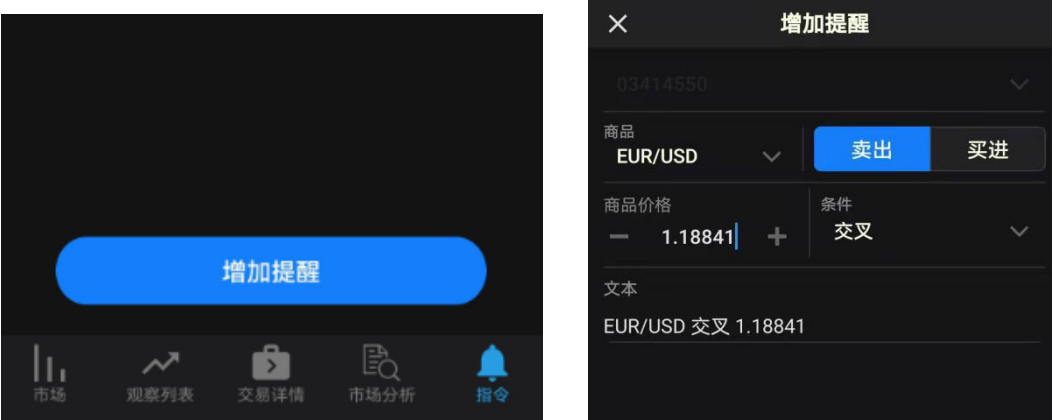 增加提醒
市场
观察列表
交易详情
市场分析
指令
增加提醒
03414550
商品
EUR/USD
卖出
买进
商品价格
1.18841
条件
交叉
文本
EUR/USD 交叉 1.18841